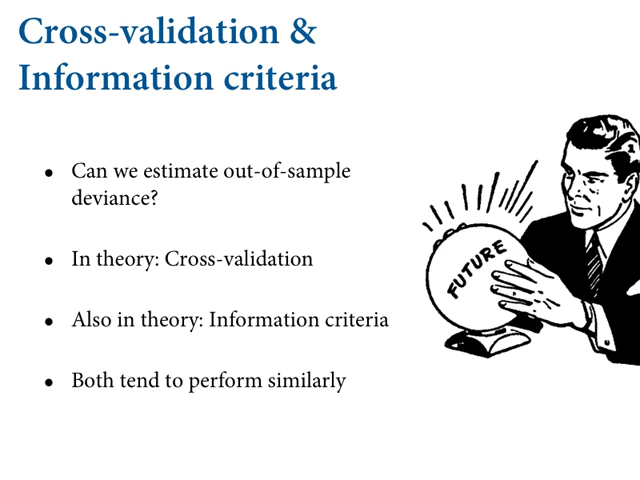 Cross-validation &
Information criteria
• Can we estimate out-of-sample
deviance?
• In theory: Cross-validation
• Also in theory: Information criteria
• Both tend to perform similarly
FUTURE